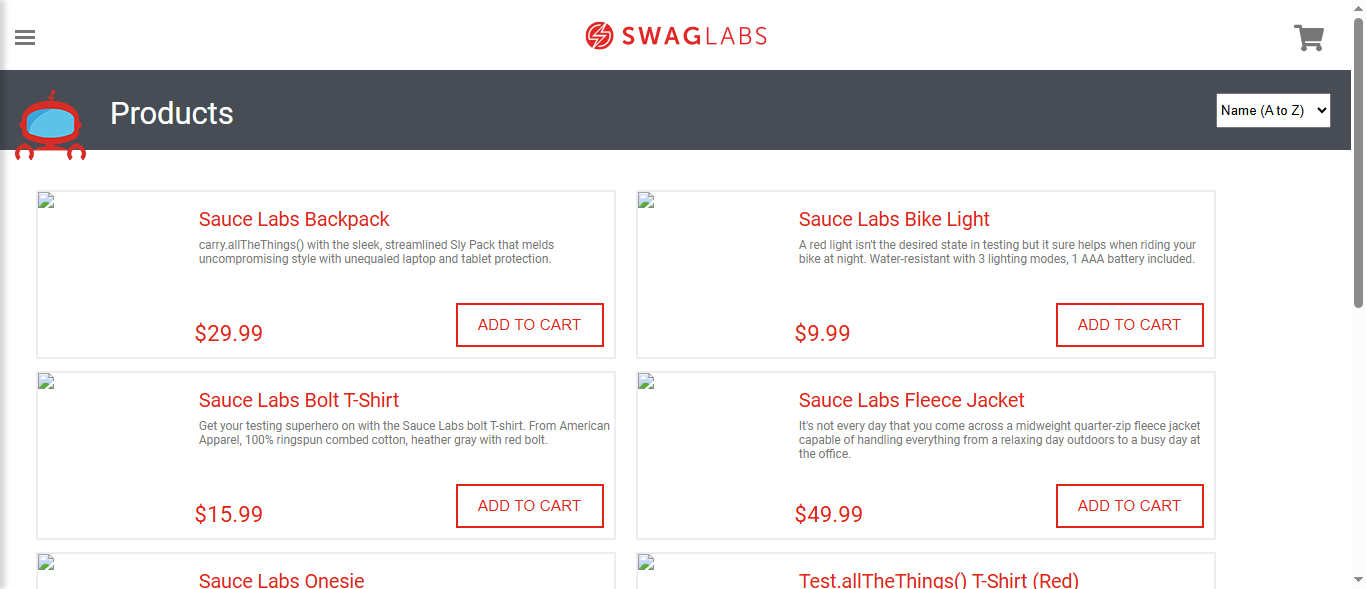 SWAGLABS
Products
Name (A to Z)
Sauce Labs Backpack
carry.allTheThings() with the sleek, streamlined Sly Pack that melds
uncompromising style with unequaled laptop and tablet protection.
$29.99
ADD TO CART
Sauce Labs Bike Light
A red light isn't the desired state in testing but it sure helps when riding your
bike at night. Water-resistant with 3 lighting modes, 1 AAA battery included.
$9.99
ADD TO CART
Sauce Labs Bolt T-Shirt
Get your testing superhero on with the Sauce Labs bolt T-shirt. From American
Apparel, 100% ringspun combed cotton, heather gray with red bolt.
$15.99
ADD TO CART
Sauce Labs Fleece Jacket
It's not every day that you come across a midweight quarter-zip fleece jacket
capable of handling everything from a relaxing day outdoors to a busy day at
the office.
$49.99
ADD TO CART
Sauce Labs Onesie
Test.allTheThings() T-Shirt (Red)